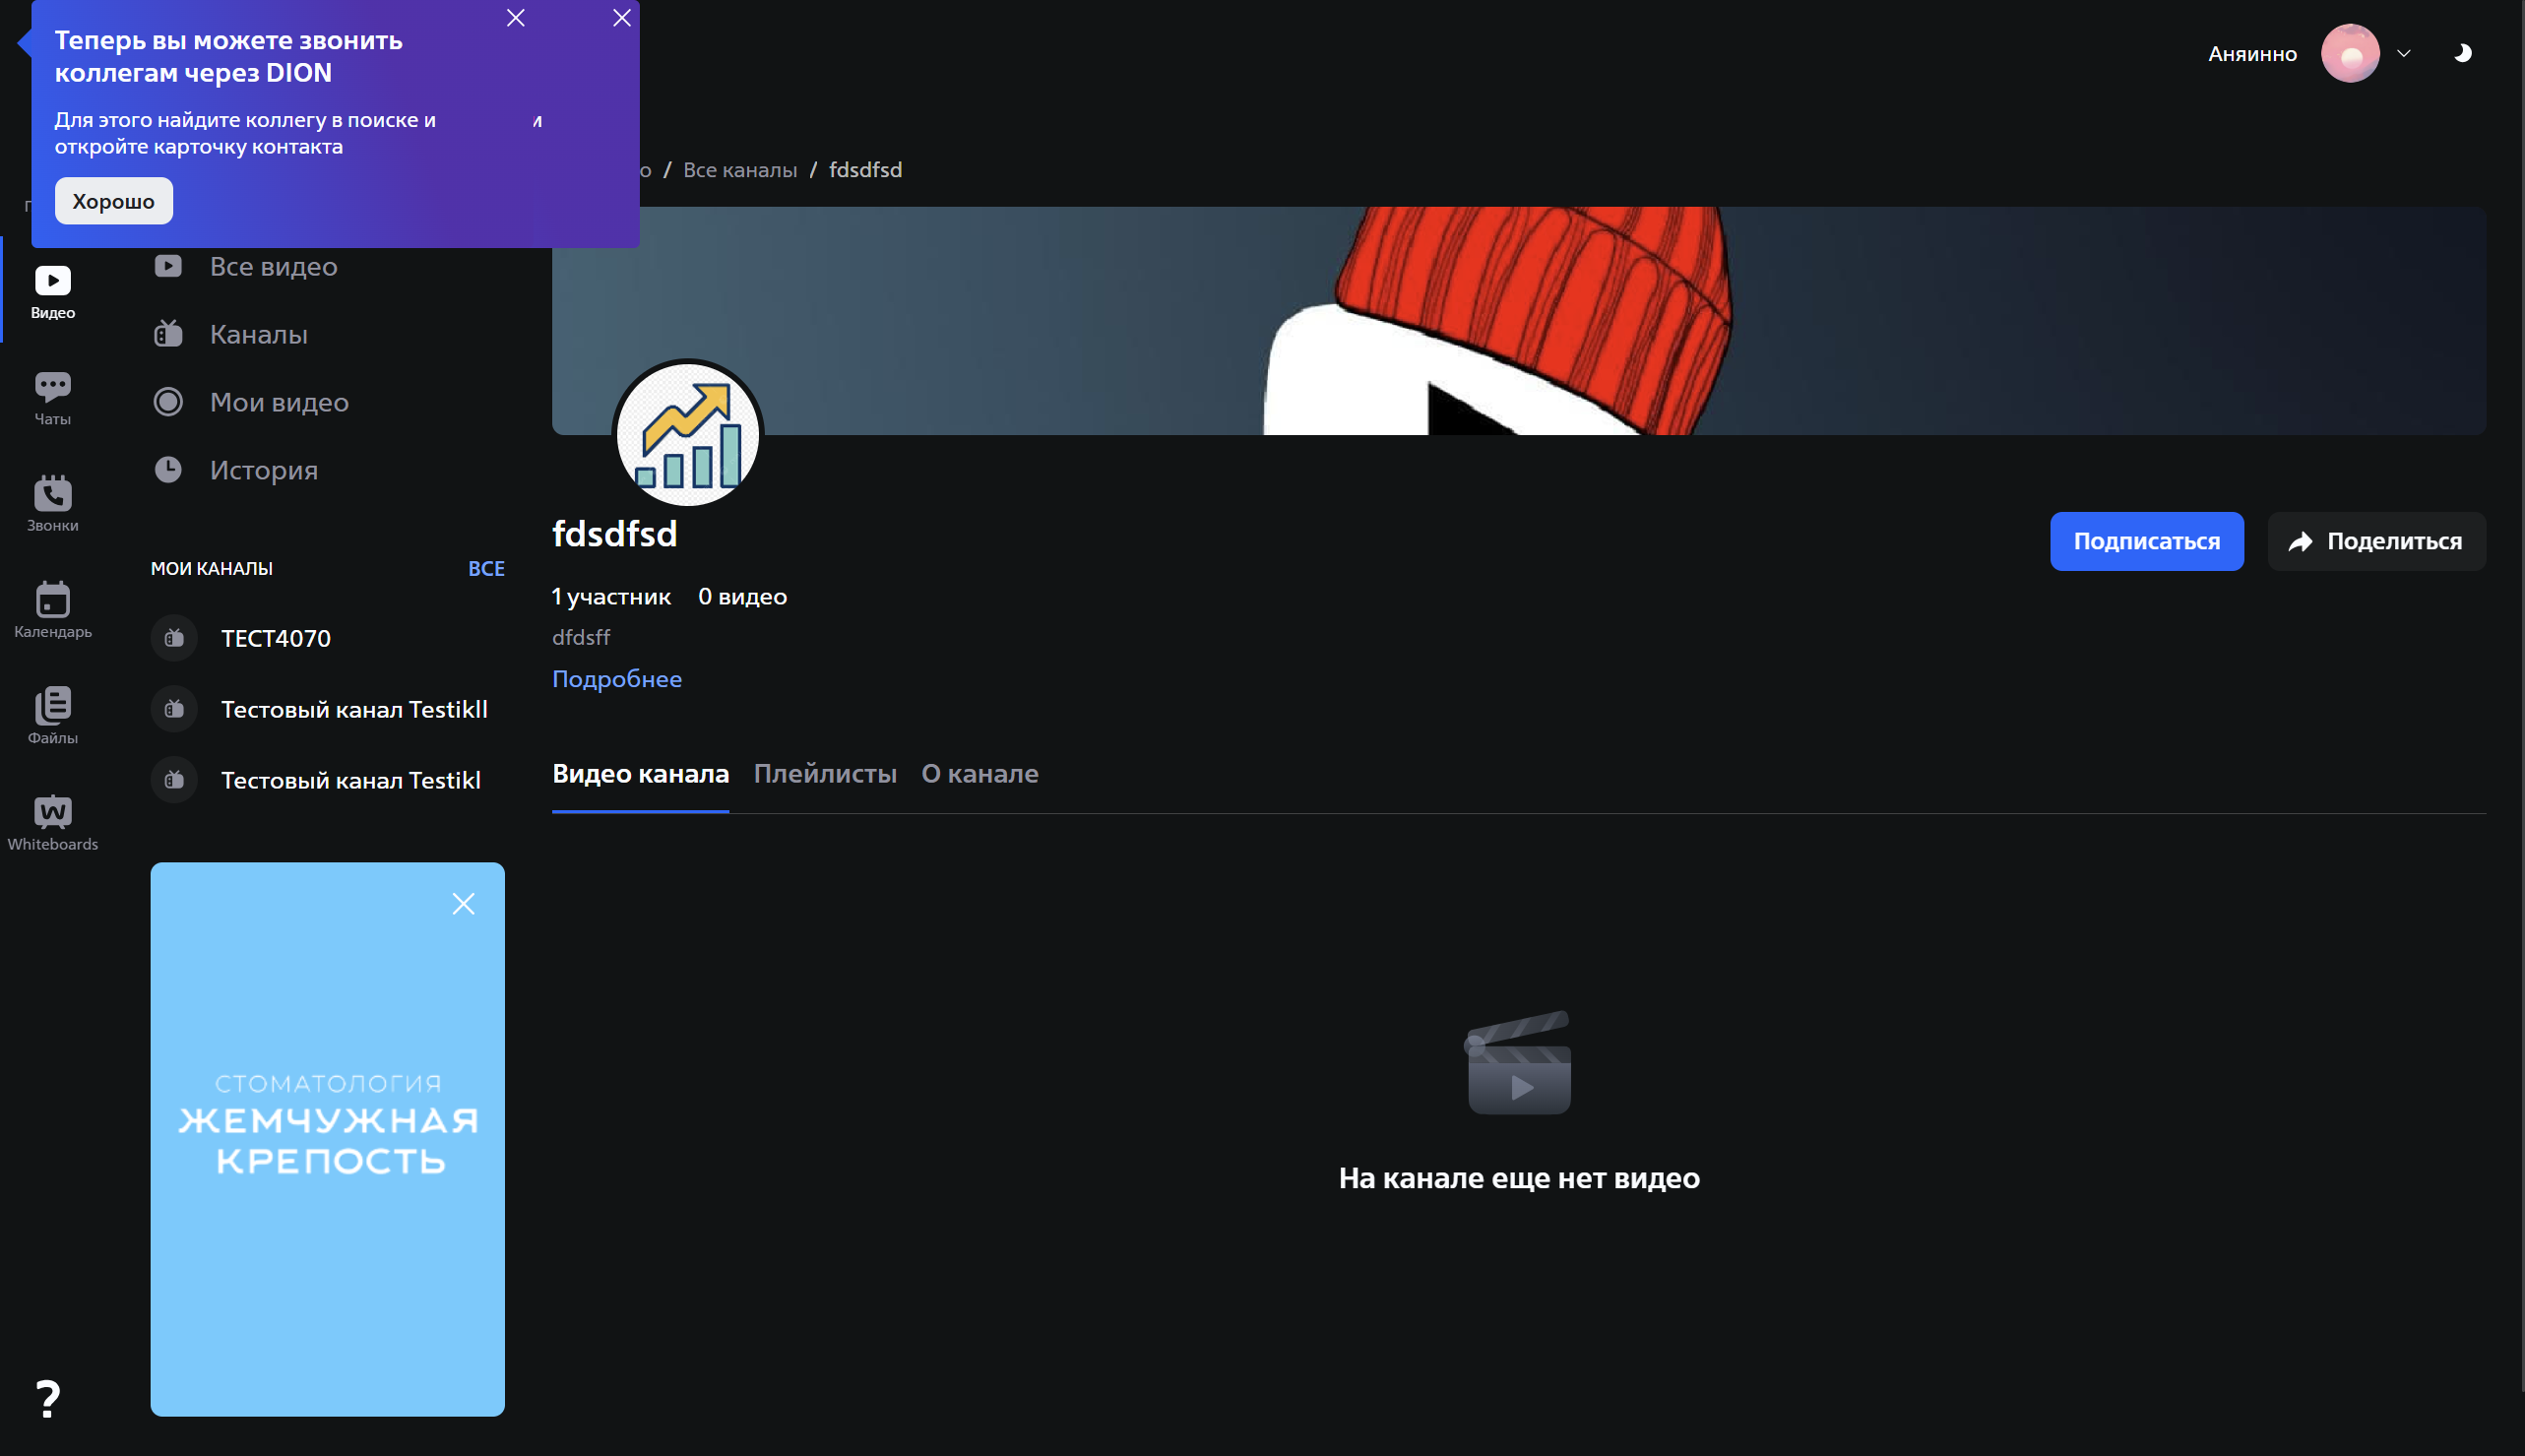 Теперь вы можете звонить
коллегам через DION
Для этого найдите коллегу в поиске и
и
откройте карточку контакта
Хорошо
Аняинно
/ Все каналы / fdsdfsd
Видео
Чаты
Звонки
Календарь
Файлы
Whiteboards
?
Все видео
Каналы
Мои видео
История
МОИ КАНАЛЫ
ВСЕ
ТЕСТ4070
Тестовый канал Testikll
Тестовый канал Testikl
СТОМАТОЛОГИЯ
ЖЕМЧУЖНАЯ
КРЕПОСТЬ
fdsdfsd
Подписаться
Поделиться
1 участник 0 видео
dfdsff
Подробнее
Видео канала Плейлисты О канале
На канале еще нет видео